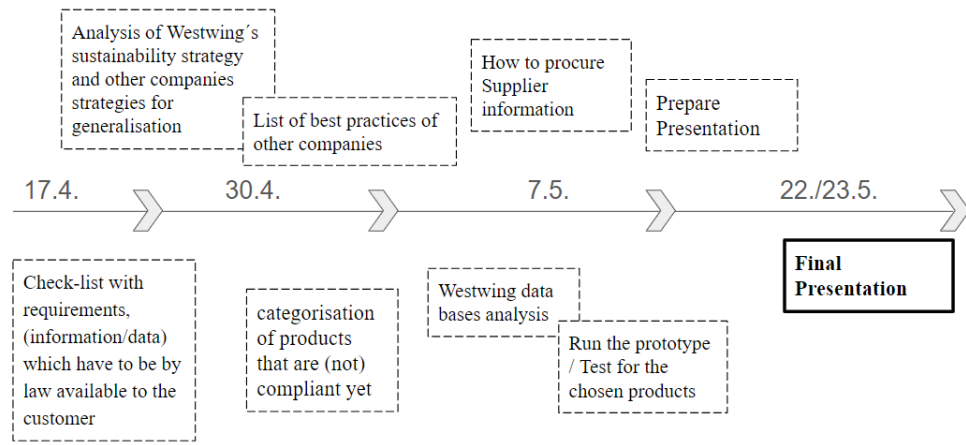 Analysis of Westwing´s
sustainability strategy
and other companies
strategies for
generalisation
List of best practices of
other companies
How to procure
Supplier
information
Prepare
Presentation
17.4.
30.4.
7.5.
22./23.5.
Check-list with
requirements,
(information/data)
which have to be by
law available to the
customer
categorisation
of products
that are (not)
compliant yet
Westwing data
bases analysis
Run the prototype
/ Test for the
chosen products
Final
Presentation